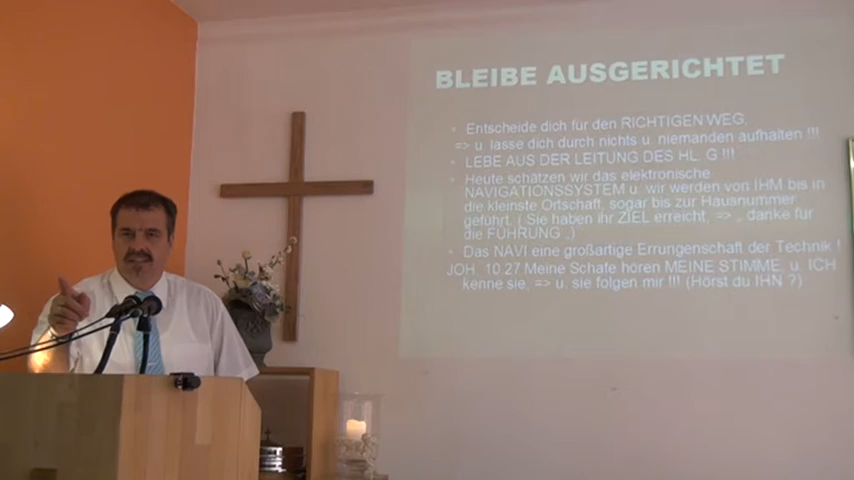 BLEIBE AUSGERICHTET
Entscheide dich für den RICHTIGEN WEG,
=> u. lasse dich durch nichts u. niemanden aufhalten !!!
LEBE AUS DER LEITUNG DES HL. G !!!
Heute schätzen wir das elektronische
NAVIGATIONSSYSTEM u. wir werden von IHM bis in
die kleinste Ortschaft, sogar bis zur Hausnummer
geführt. ( Sie haben ihr ZIEL erreicht, => „ danke für
die FÜHRUNG „)
Das NAVI eine großartige Errungenschaft der Technik !
JOH. 10.27 Meine Schafe hören MEINE STIMME, u. ICH
kenne sie, => u. sie folgen mir !!! (Hörst du IHN ?)